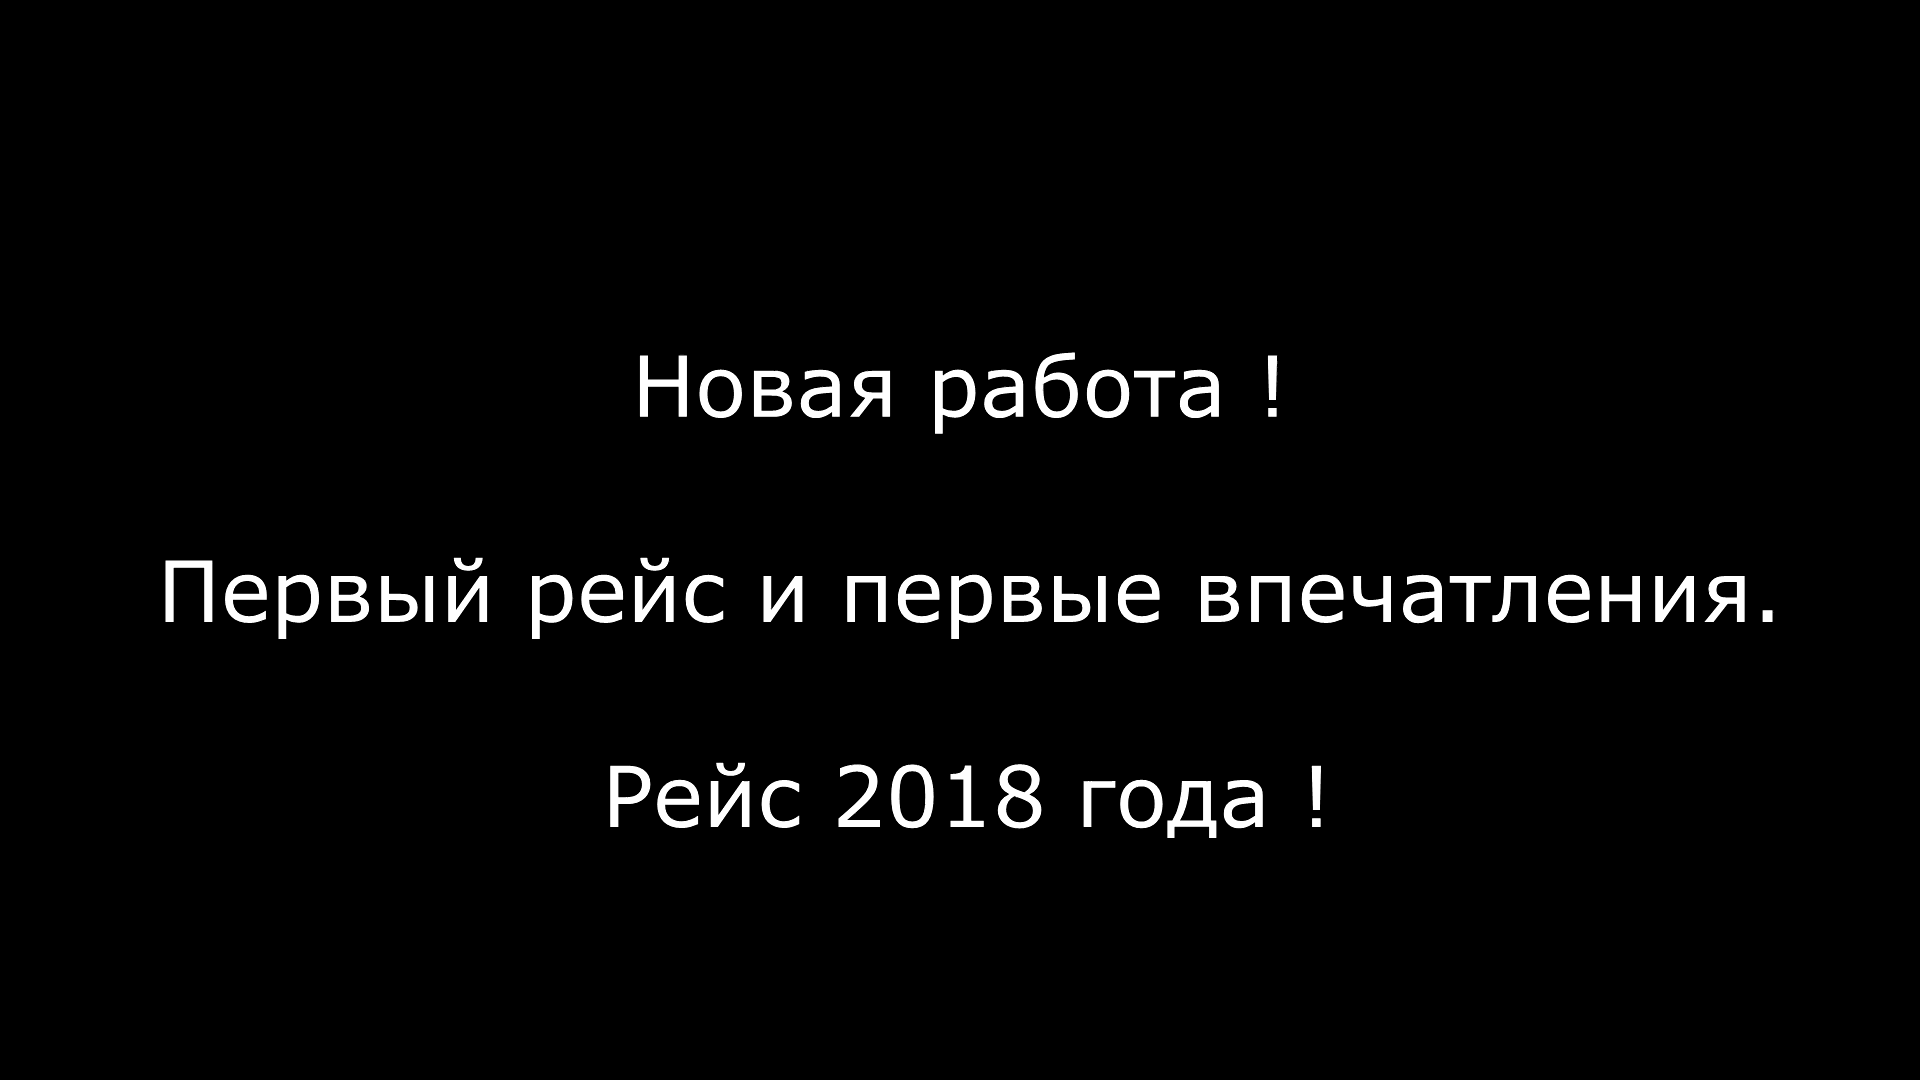 Новая работа !
Первый рейс и первые впечатления.
Рейс 2018 года !